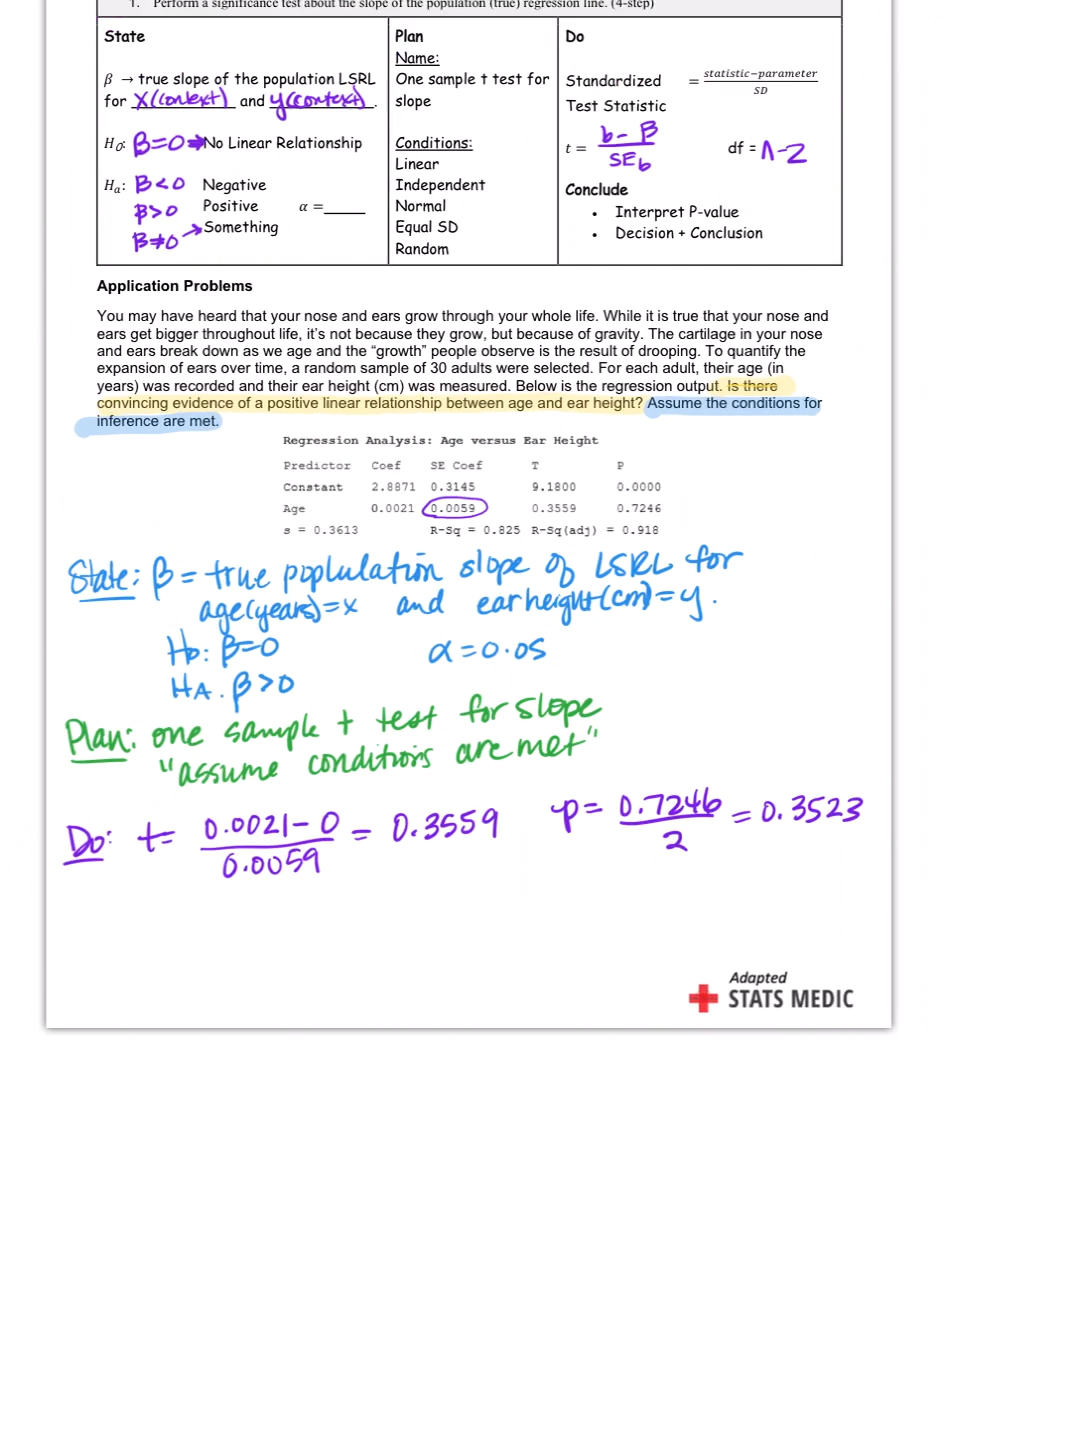 1. Perform a significance test about the slope of the population (true) regression line. (4-step)
State
β → true slope of the population LSRL
for x(context) and y(context).
H₀: β=0 ⇒ No Linear Relationship
Hₐ: β<0 Negative
β>0 Positive α =_____
β≠0 → Something
Plan
Name:
One sample t test for
slope
Conditions:
Linear
Independent
Normal
Equal SD
Random
Do
Standardized Test Statistic = statistic−parameter / SD
t = b-β / SEb df = n-2
Conclude
• Interpret P-value
• Decision + Conclusion
Application Problems
You may have heard that your nose and ears grow through your whole life. While it is true that your nose and
ears get bigger throughout life, it’s not because they grow, but because of gravity. The cartilage in your nose
and ears break down as we age and the “growth” people observe is the result of drooping. To quantify the
expansion of ears over time, a random sample of 30 adults were selected. For each adult, their age (in
years) was recorded and their ear height (cm) was measured. Below is the regression output. Is there
convincing evidence of a positive linear relationship between age and ear height? Assume the conditions for
inference are met.
Regression Analysis: Age versus Ear Height
Predictor Coef SE Coef T P
Constant 2.8871 0.3145 9.1800 0.0000
Age 0.0021 0.0059 0.3559 0.7246
s = 0.3613 R-Sq = 0.825 R-Sq(adj) = 0.918
State: β = true poplulation slope of LSRL for
age(years)=x and ear height(cm)=y.
H₀: β=0 α=0.05
HA: β>0
Plan: one sample t test for slope
"assume conditions are met"
Do: t= 0.0021-0 / 0.0059 = 0.3559 p= 0.7246 / 2 = 0.3523
Adapted
STATS MEDIC